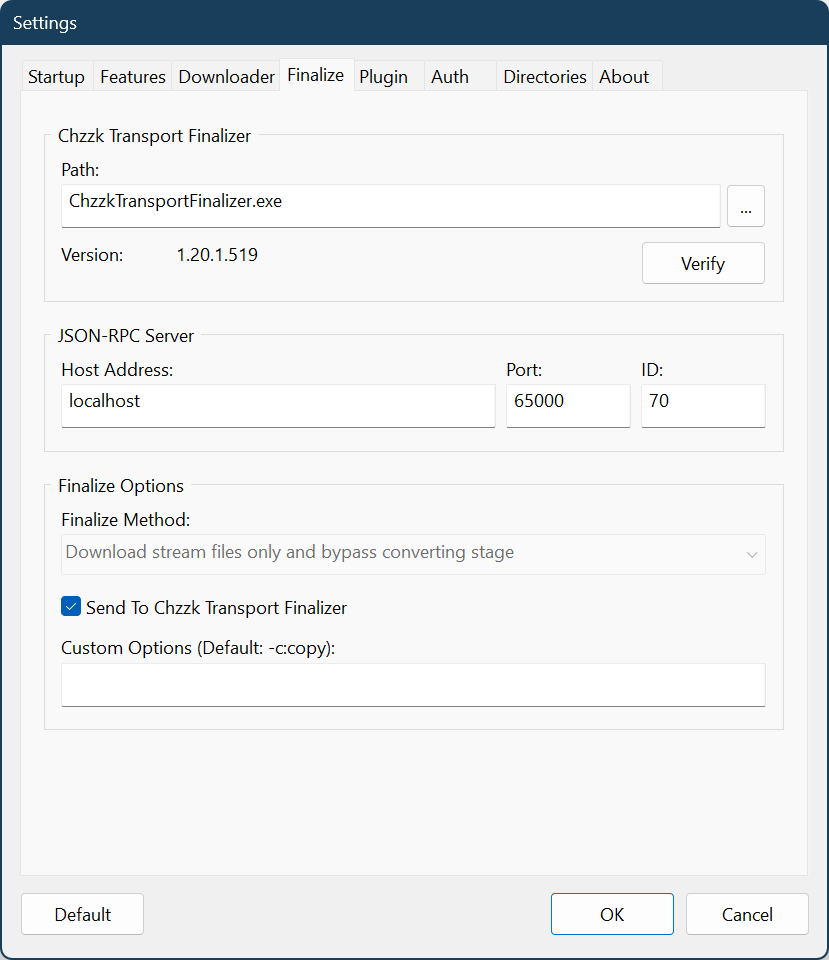 Settings
Startup Features Downloader Finalize Plugin Auth Directories About
Chzzk Transport Finalizer
Path:
ChzzkTransportFinalizer.exe
...
Version: 1.20.1.519
Verify
JSON-RPC Server
Host Address: Port: ID:
localhost 65000 70
Finalize Options
Finalize Method:
Download stream files only and bypass converting stage
Send To Chzzk Transport Finalizer
Custom Options (Default: -c:copy):
Default OK Cancel